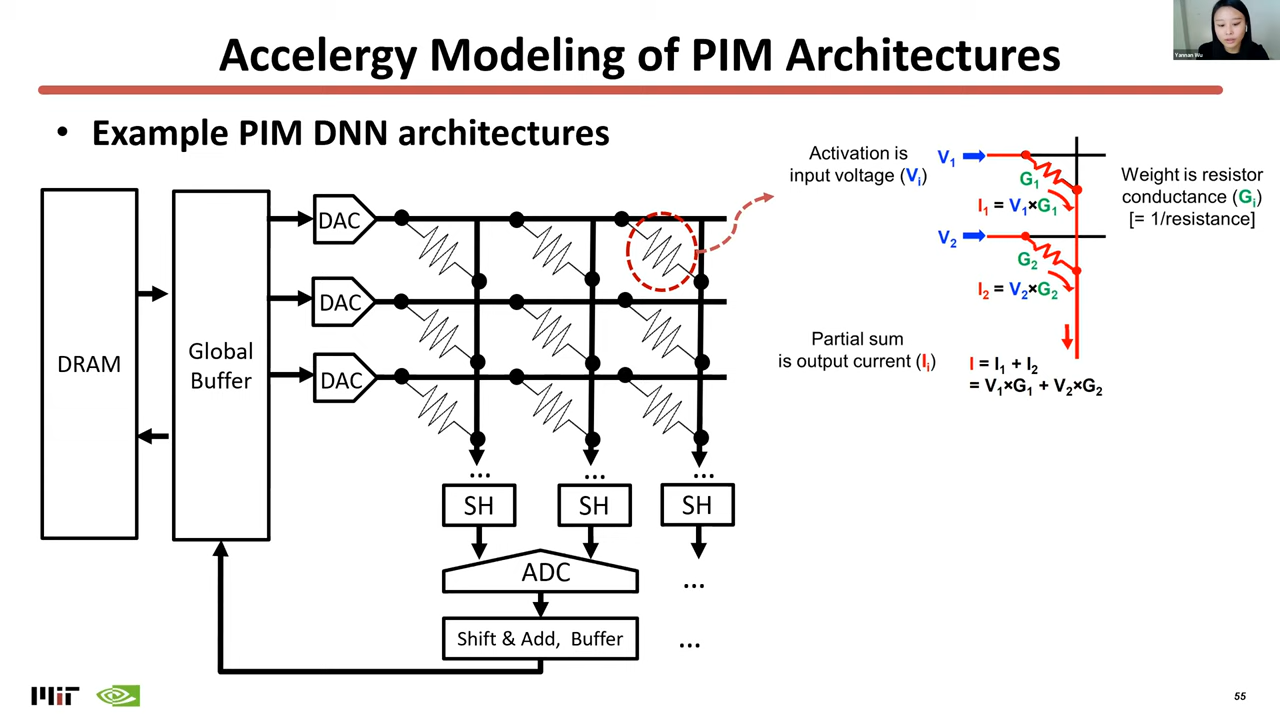 Accelergy Modeling of PIM Architectures
Yannan Wu
• Example PIM DNN architectures
DRAM
Global
Buffer
DAC
DAC
DAC
...
...
...
SH
SH
SH
ADC
...
Shift & Add, Buffer
...
Activation is
input voltage (Vi)
V1
G1
I1 = V1×G1
V2
G2
I2 = V2×G2
Weight is resistor
conductance (Gi)
[= 1/resistance]
Partial sum
is output current (Ii)
I = I1 + I2
= V1×G1 + V2×G2
MIT
55